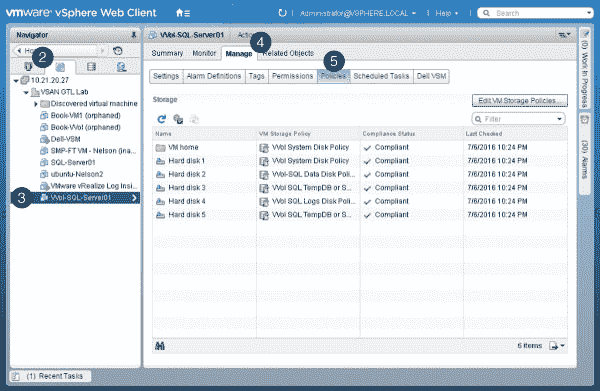 vmware® vSphere Web Client
Administrator@VSPHERE.LOCAL
Help
Search
Navigator
2
10.21.20.27
VSAN GTL Lab
Discovered virtual machine
Book-VM1 (orphaned)
Book-VVol (orphaned)
Dell-VSM
SMP-FT VM - Nelson (ina...
SQL-Server01
ubuntu-Nelson2
VMware vRealize Log Insi...
3
VVol-SQL-Server01
VVol-SQL-Server01
4
Summary
Monitor
Manage
Related Objects
5
Settings
Alarm Definitions
Tags
Permissions
Policies
Scheduled Tasks
Dell VSM
Storage
Edit VM Storage Policies...
Filter
Name
VM Storage Policy
Compliance Status
Last Checked
VM home
VVol System Disk Policy
Compliant
7/6/2016 10:24 PM
Hard disk 1
VVol System Disk Policy
Compliant
7/6/2016 10:24 PM
Hard disk 2
VVol-SQL Data Disk Poli...
Compliant
7/6/2016 10:24 PM
Hard disk 3
VVol SQL TempDB or S...
Compliant
7/6/2016 10:24 PM
Hard disk 4
VVol SQL Logs Disk Poli...
Compliant
7/6/2016 10:24 PM
Hard disk 5
VVol SQL TempDB or S...
Compliant
7/6/2016 10:24 PM
6 items
(0) Work In Progress
(30) Alarms
(1) Recent Tasks